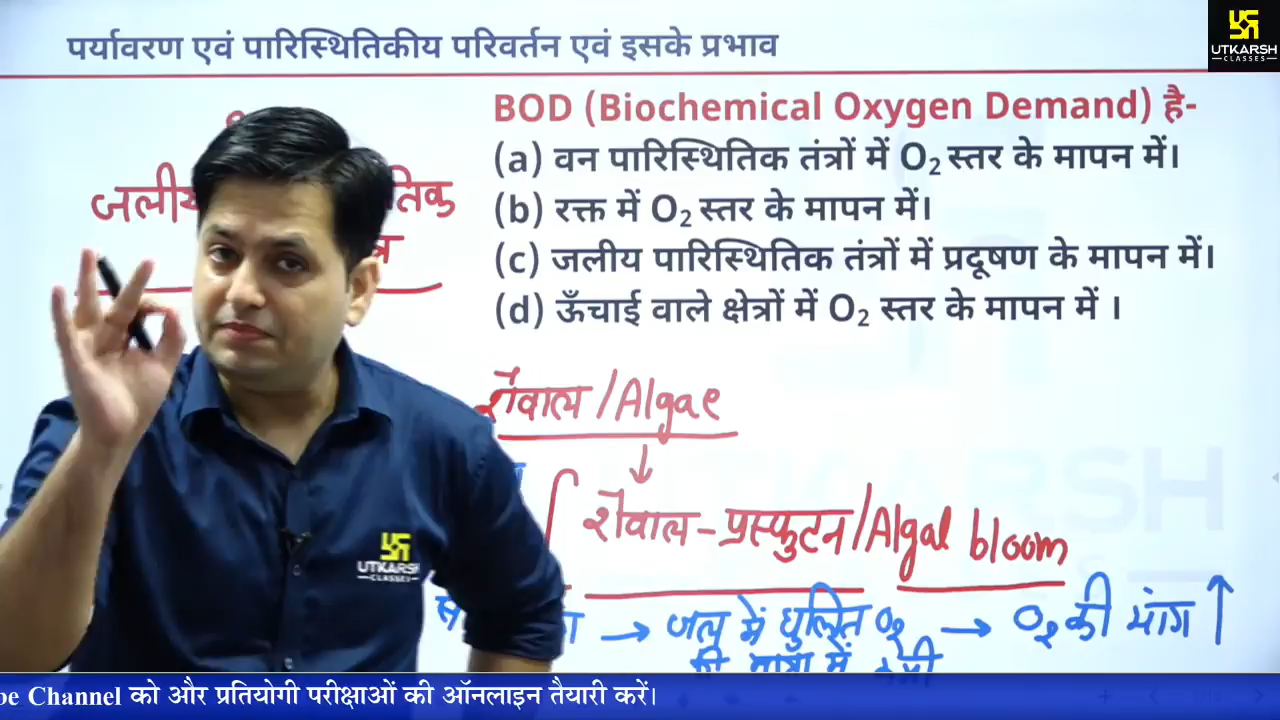 पर्यावरण एवं पारिस्थितिकीय परिवर्तन एवं इसके प्रभाव
UTKARSH
CLASSES
BOD (Biochemical Oxygen Demand) है-
(a) वन पारिस्थितिक तंत्रों में O₂ स्तर के मापन में।
(b) रक्त में O₂ स्तर के मापन में।
(c) जलीय पारिस्थितिक तंत्रों में प्रदूषण के मापन में।
(d) ऊँचाई वाले क्षेत्रों में O₂ स्तर के मापन में ।
जलीय
शैवाल /Algae
↓
शैवाल-प्रस्फुटन/Algal bloom
→ जल में घुलित O₂ → O₂ की मांग ↑
की मात्रा में कमी
UTKARSH
CLASSES
Channel को और प्रतियोगी परीक्षाओं की ऑनलाइन तैयारी करें।